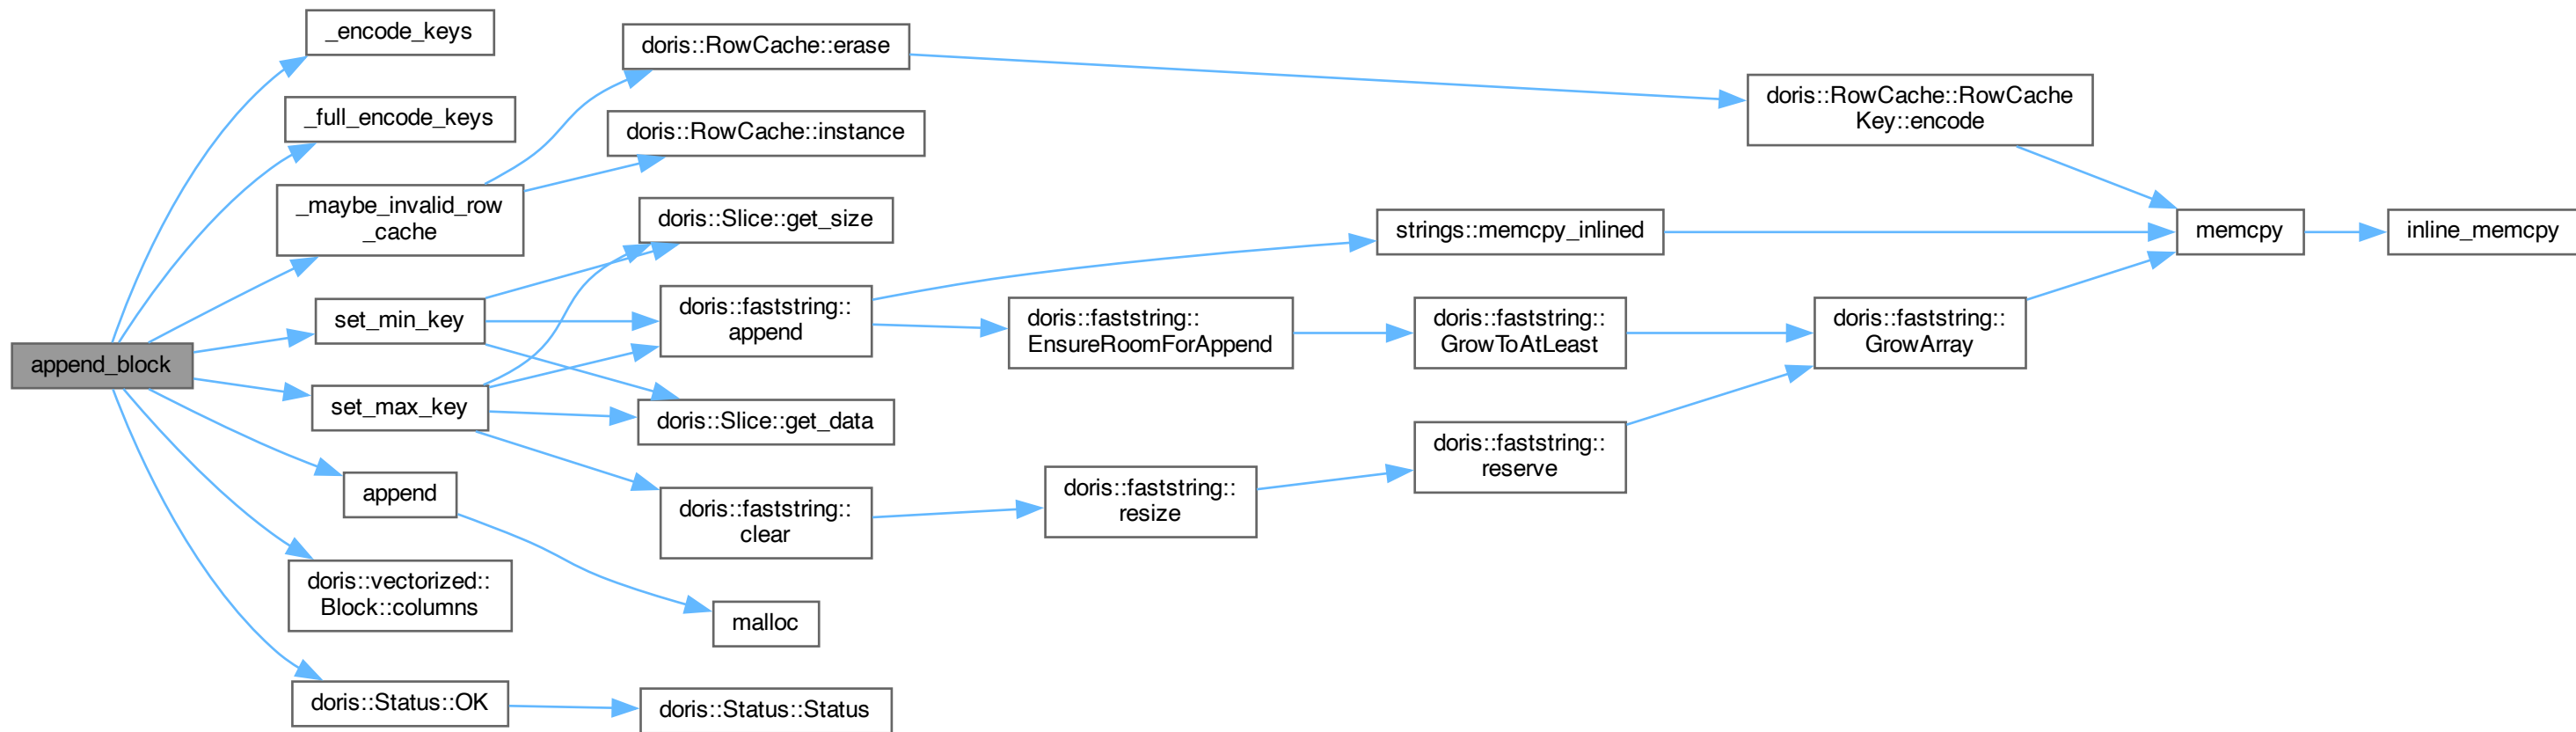 append_block
_encode_keys
_full_encode_keys
_maybe_invalid_row
_cache
set_min_key
set_max_key
append
doris::vectorized::
Block::columns
doris::Status::OK
doris::RowCache::erase
doris::RowCache::instance
doris::Slice::get_size
doris::faststring::
append
doris::Slice::get_data
doris::faststring::
clear
malloc
doris::Status::Status
doris::faststring::
EnsureRoomForAppend
doris::faststring::
resize
strings::memcpy_inlined
doris::faststring::
GrowToAtLeast
doris::faststring::
reserve
doris::RowCache::RowCache
Key::encode
doris::faststring::
GrowArray
memcpy
inline_memcpy